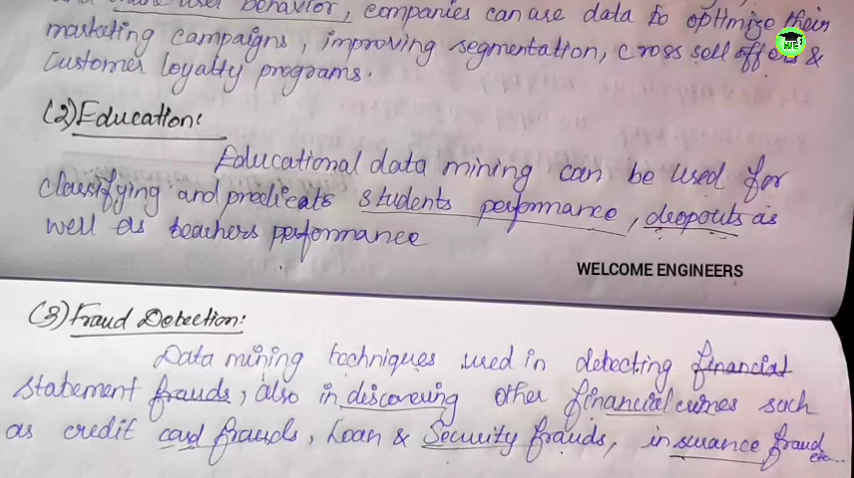 user behavior, companies can use data to optimize their
marketing campaigns, improving segmentation, cross sell offers &
Customer loyalty programs.
(2) Education:
Educational data mining can be used for
classifying and predicats students performance, dropouts as
well as teachers performance
WELCOME ENGINEERS
(3) Fraud Detection:
Data mining techniques used in detecting financial
statement frauds, also in discovering other financial crimes such
as credit card frauds, Loan & Security frauds, insurance fraud
etc...